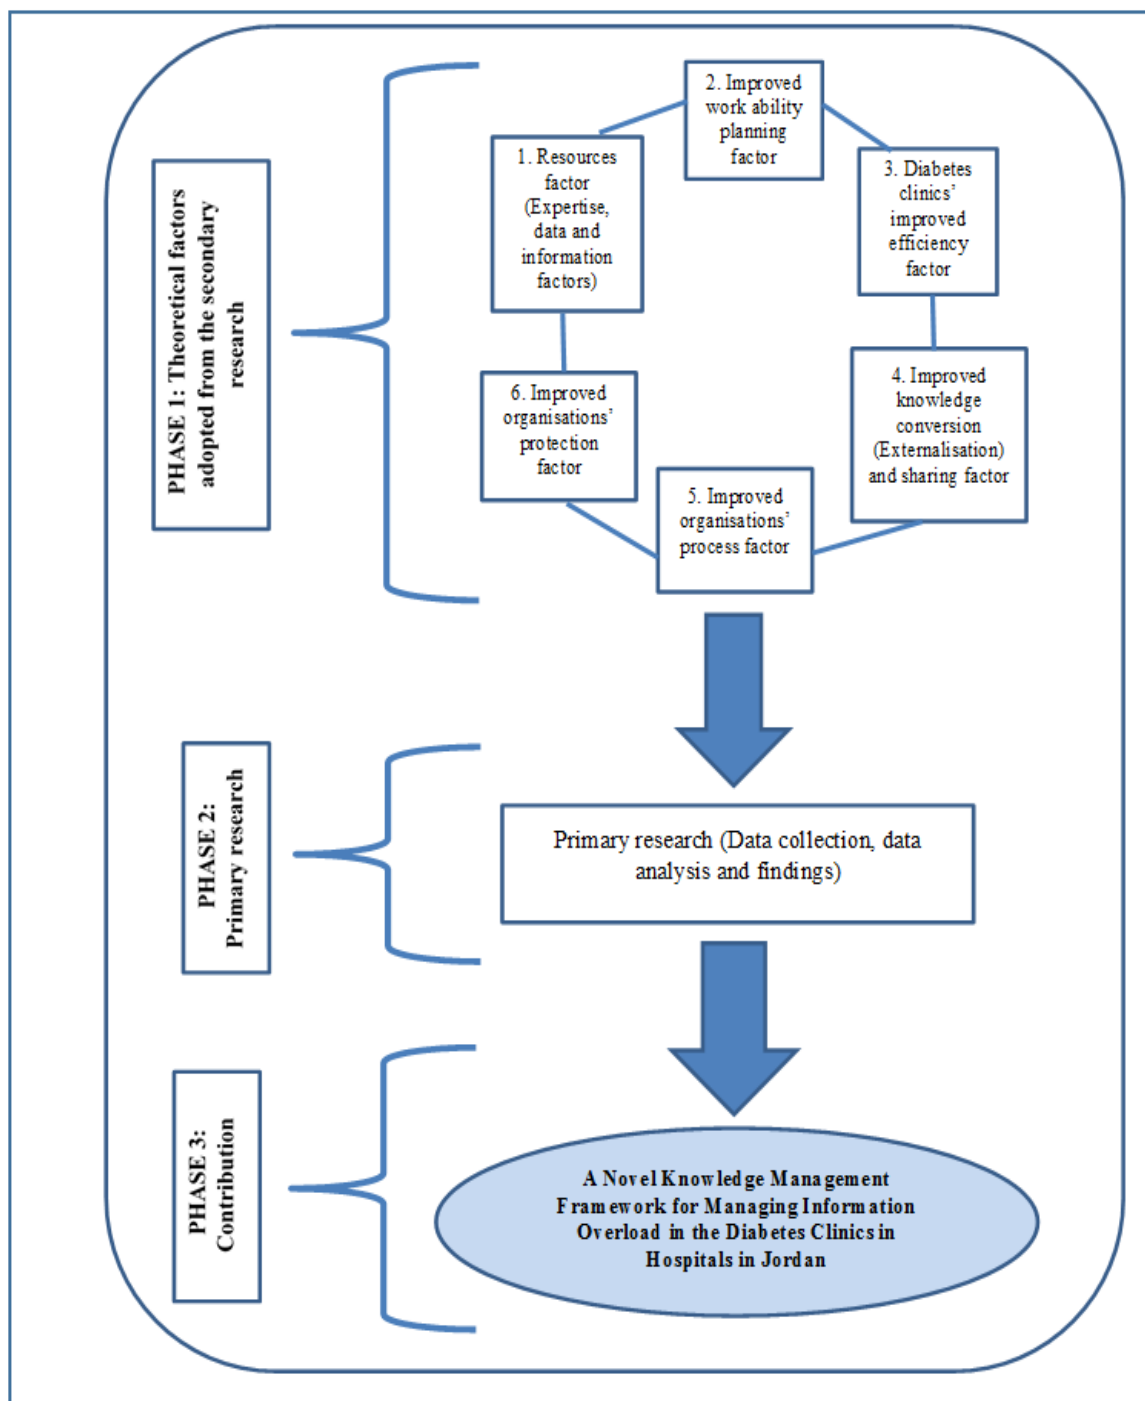 PHASE 1: Theoretical factors
adopted from the secondary
research
2. Improved
work ability
planning
factor
1. Resources
factor
(Expertise,
data and
information
factors)
3. Diabetes
clinics’
improved
efficiency
factor
6. Improved
organisations’
protection
factor
4. Improved
knowledge
conversion
(Externalisation)
and sharing factor
5. Improved
organisations’
process factor
PHASE 2:
Primary research
Primary research (Data collection, data
analysis and findings)
PHASE 3:
Contribution
A Novel Knowledge Management
Framework for Managing Information
Overload in the Diabetes Clinics in
Hospitals in Jordan